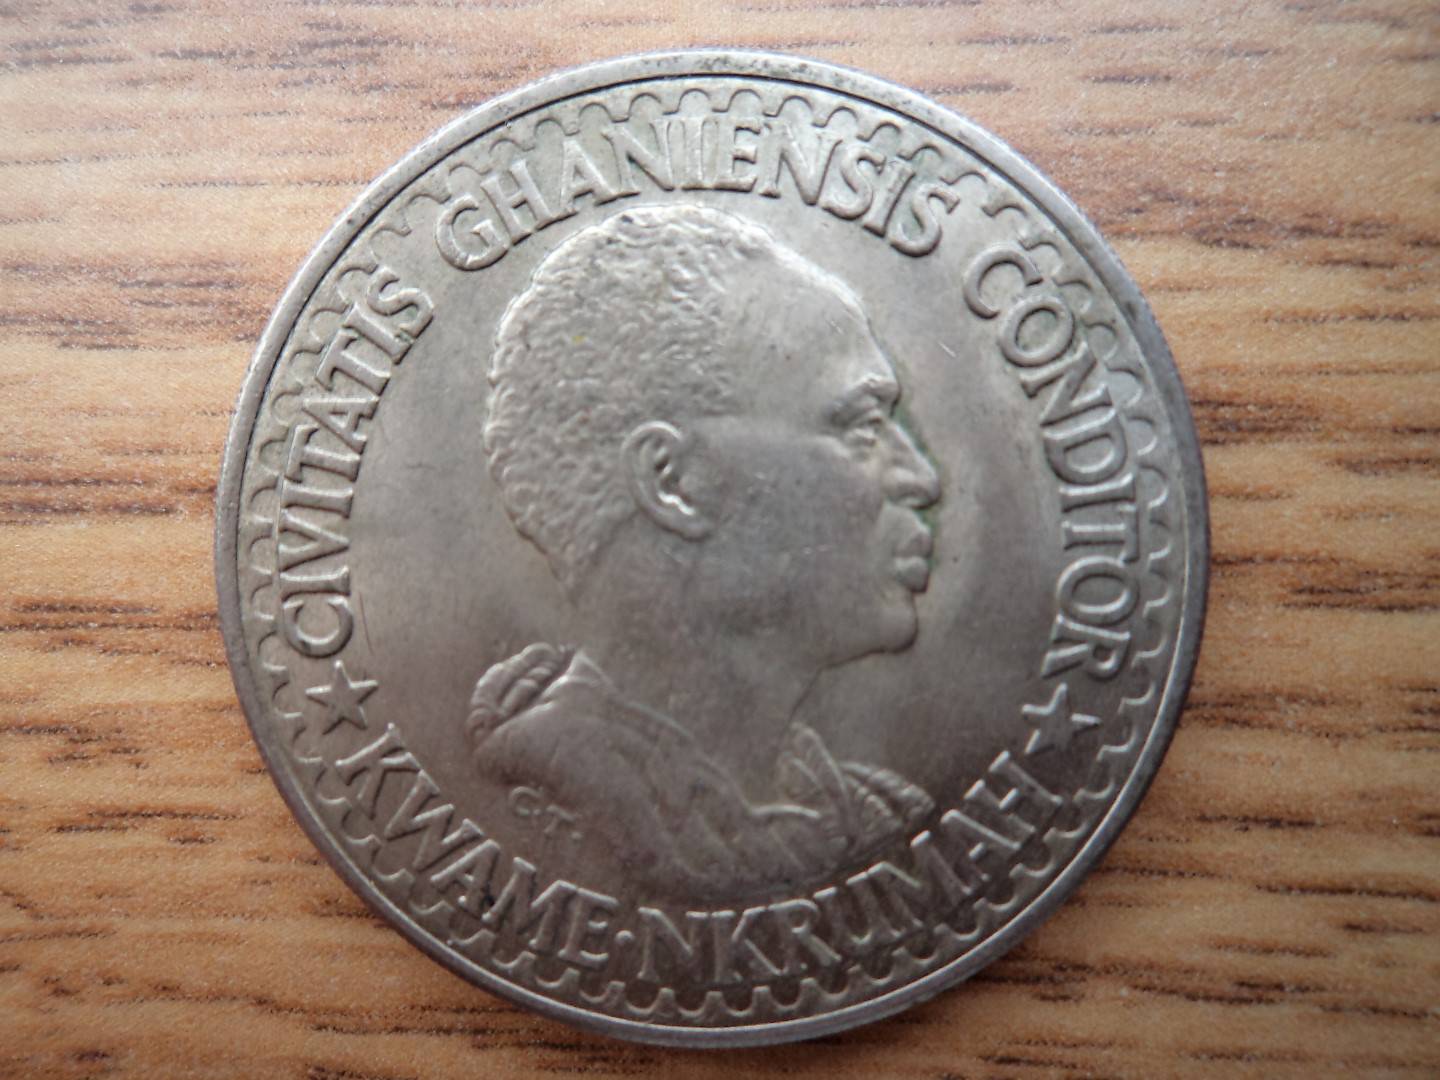 CIVITATIS GHANIENSIS CONDITOR
KWAME·NKRUMAH
C·T·